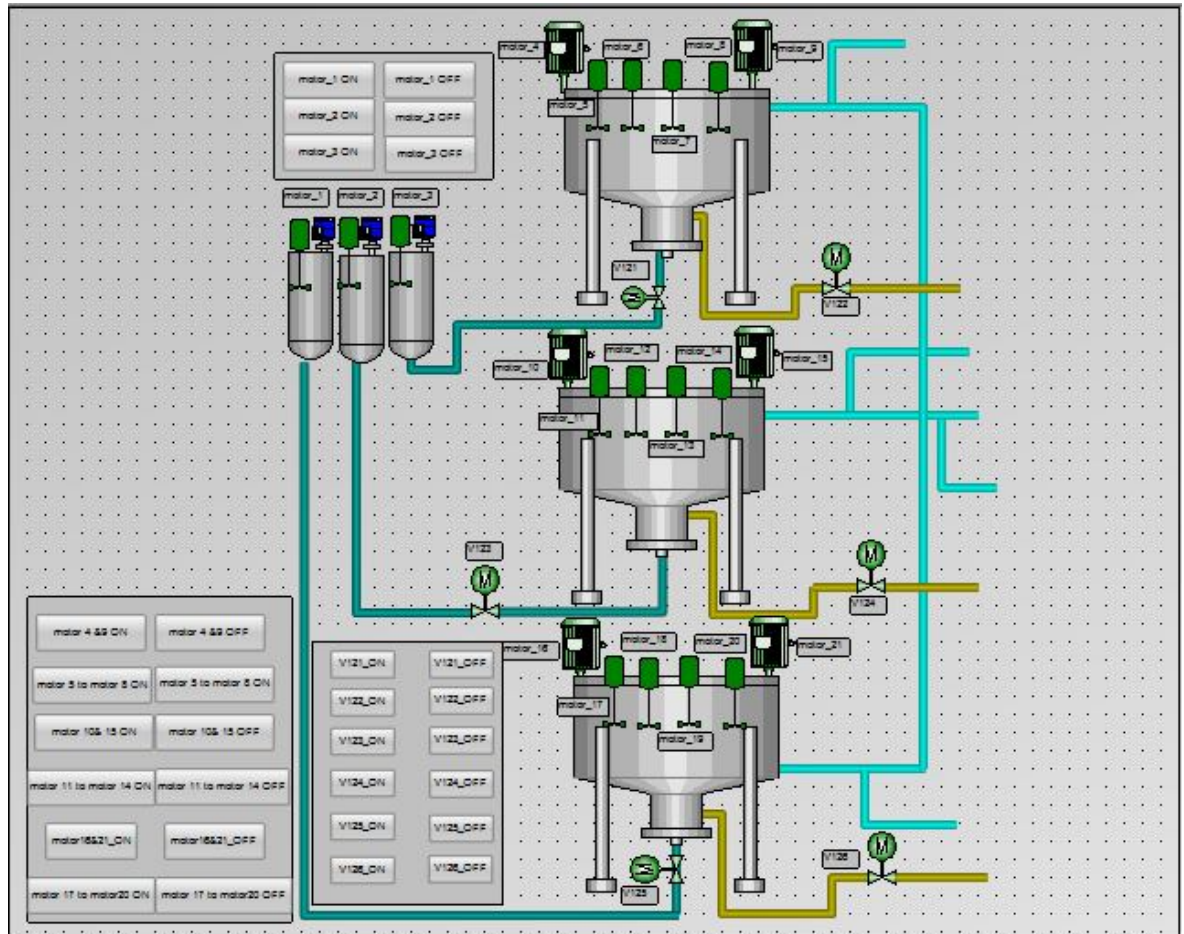 motor_4
motor_6
motor_8
motor_9
motor_1 ON
motor_1 OFF
motor_2 ON
motor_2 OFF
motor_3 ON
motor_3 OFF
motor_5
motor_7
motor_1
motor_2
motor_3
V121
M
V122
M
motor_10
motor_12
motor_14
motor_15
motor_11
motor_13
V123
M
M
V124
motor 4 &9 ON
motor 4 &9 OFF
motor 5 to motor 8 ON
motor 5 to motor 8 OFF
motor 10& 15 ON
motor 10& 15 OFF
motor 11 to motor 14 ON
motor 11 to motor 14 OFF
motor16&21_ON
motor16&21_OFF
motor 17 to motor20 ON
motor 17 to motor20 OFF
V121_ON
V121_OFF
V122_ON
V122_OFF
V123_ON
V123_OFF
V124_ON
V124_OFF
V125_ON
V125_OFF
V126_ON
V126_OFF
motor_16
motor_18
motor_20
motor_21
motor_17
motor_19
M
V125
V126
M